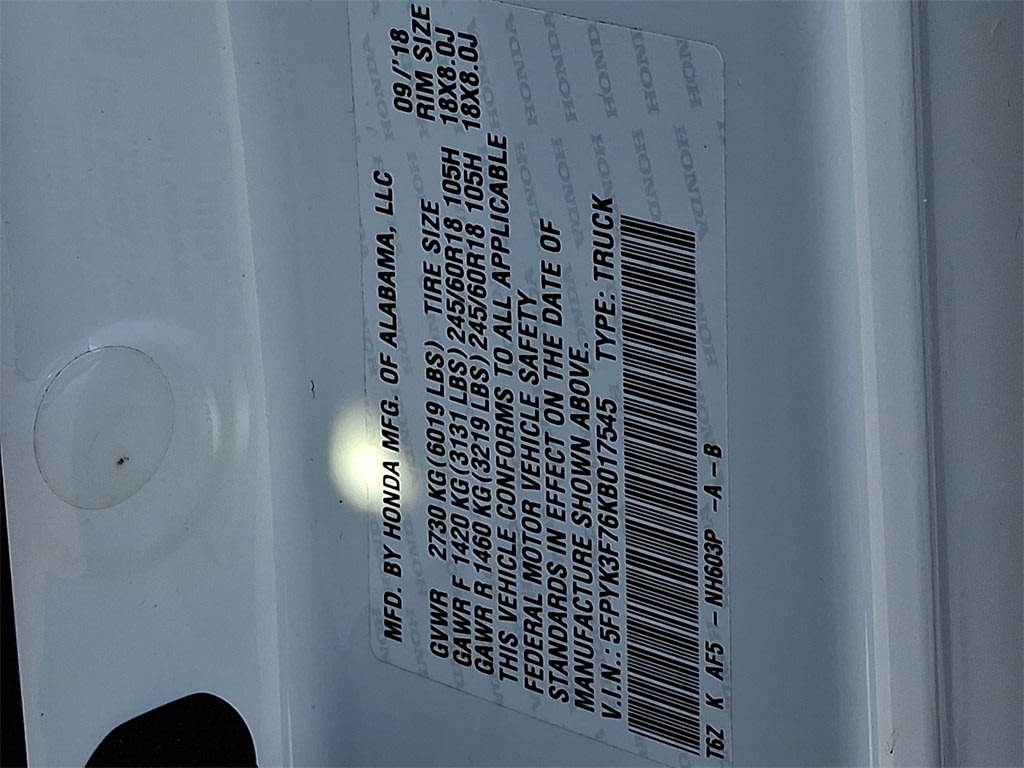 MFD. BY HONDA MFG. OF ALABAMA, LLC 09/'18
GVWR 2730 KG(6019 LBS) TIRE SIZE RIM SIZE
GAWR F 1420 KG(3131 LBS) 245/60R18 105H 18X8.0J
GAWR R 1460 KG(3219 LBS) 245/60R18 105H 18X8.0J
THIS VEHICLE CONFORMS TO ALL APPLICABLE
FEDERAL MOTOR VEHICLE SAFETY
STANDARDS IN EFFECT ON THE DATE OF
MANUFACTURE SHOWN ABOVE.
V.I.N.: 5FPYK3F76KB017545 TYPE: TRUCK
T6Z K AF5 -NH603P -A-B